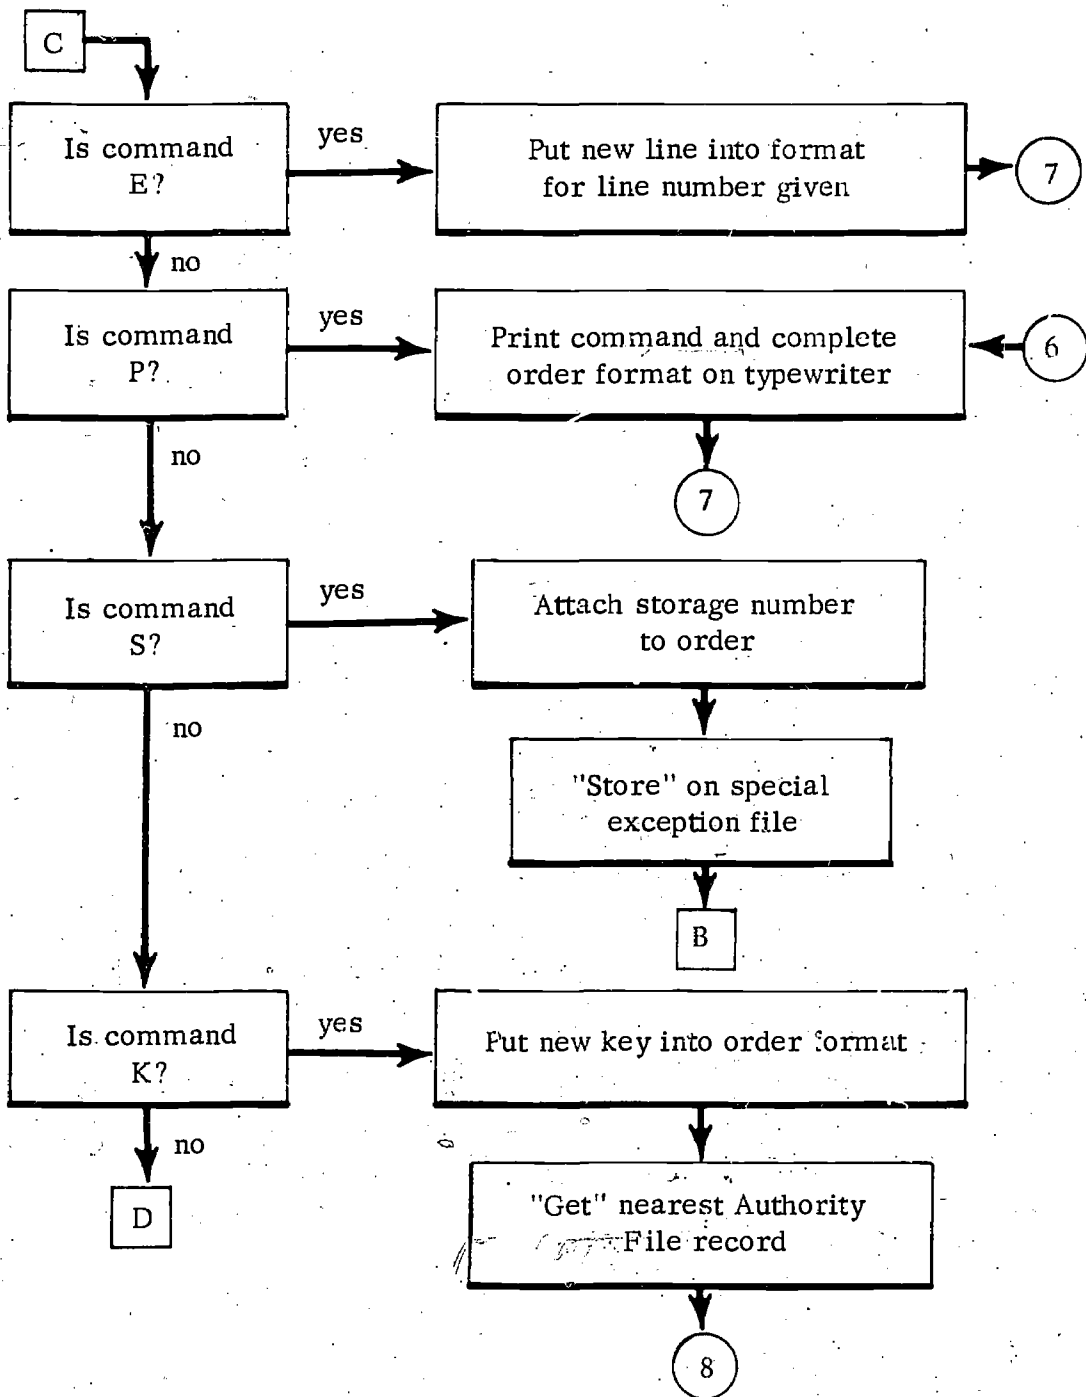 C
Is command
E?
yes
Put new line into format
for line number given
7
no
Is command
P?
yes
Print command and complete
order format on typewriter
6
no
7
Is command
S?
yes
Attach storage number
to order
no
"Store" on special
exception file
B
Is command
K?
yes
Put new key into order format
no
D
"Get" nearest Authority
File record
8